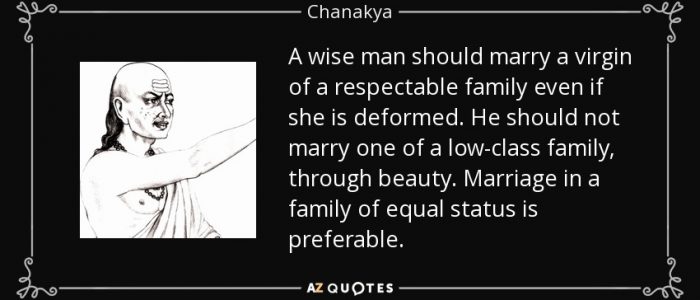 Chanakya
A wise man should marry a virgin
of a respectable family even if
she is deformed. He should not
marry one of a low-class family,
through beauty. Marriage in a
family of equal status is
preferable.
AZ QUOTES